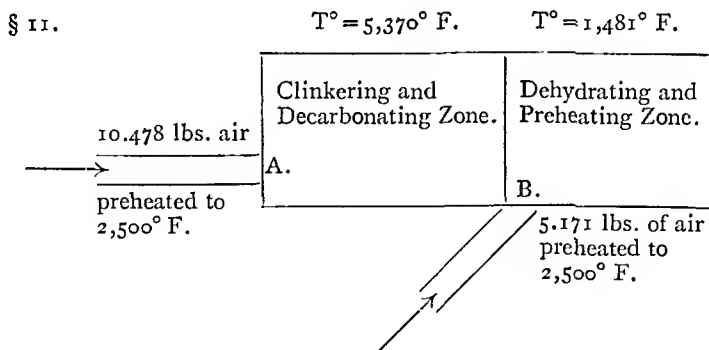 § 11.
T° = 5,370° F. T° = 1,481° F.
Clinkering and
Decarbonating Zone.
Dehydrating and
Preheating Zone.
10.478 lbs. air
A.
preheated to
2,500° F.
B.
5.171 lbs. of air
preheated to
2,500° F.